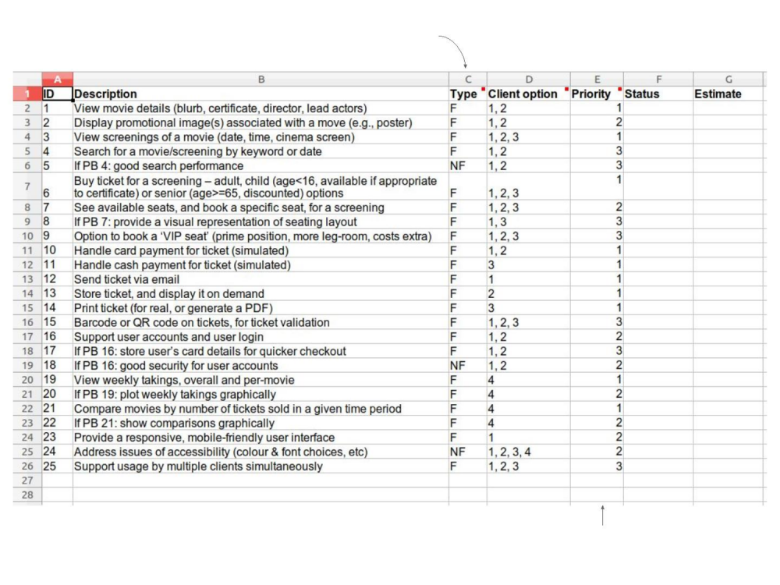 A B C D E F G
1 ID Description Type Client option Priority Status Estimate
2 1 View movie details (blurb, certificate, director, lead actors) F 1, 2 1
3 2 Display promotional image(s) associated with a move (e.g., poster) F 1, 2 2
4 3 View screenings of a movie (date, time, cinema screen) F 1, 2, 3 1
5 4 Search for a movie/screening by keyword or date F 1, 2 3
6 5 If PB 4: good search performance NF 1, 2 3
Buy ticket for a screening – adult, child (age<16, available if appropriate 1
7 6 to certificate) or senior (age>=65, discounted) options F 1, 2, 3
8 7 See available seats, and book a specific seat, for a screening F 1, 2, 3 2
9 8 If PB 7: provide a visual representation of seating layout F 1, 3 3
10 9 Option to book a ‘VIP seat’ (prime position, more leg-room, costs extra) F 1, 2, 3 3
11 10 Handle card payment for ticket (simulated) F 1, 2 1
12 11 Handle cash payment for ticket (simulated) F 3 1
13 12 Send ticket via email F 1 1
14 13 Store ticket, and display it on demand F 2 1
15 14 Print ticket (for real, or generate a PDF) F 3 1
16 15 Barcode or QR code on tickets, for ticket validation F 1, 2, 3 3
17 16 Support user accounts and user login F 1, 2 2
18 17 If PB 16: store user’s card details for quicker checkout F 1, 2 3
19 18 If PB 16: good security for user accounts NF 1, 2 2
20 19 View weekly takings, overall and per-movie F 4 1
21 20 If PB 19: plot weekly takings graphically F 4 2
22 21 Compare movies by number of tickets sold in a given time period F 4 1
23 22 If PB 21: show comparisons graphically F 4 2
24 23 Provide a responsive, mobile-friendly user interface F 1 2
25 24 Address issues of accessibility (colour & font choices, etc) NF 1, 2, 3, 4 2
26 25 Support usage by multiple clients simultaneously F 1, 2, 3 3
27
28